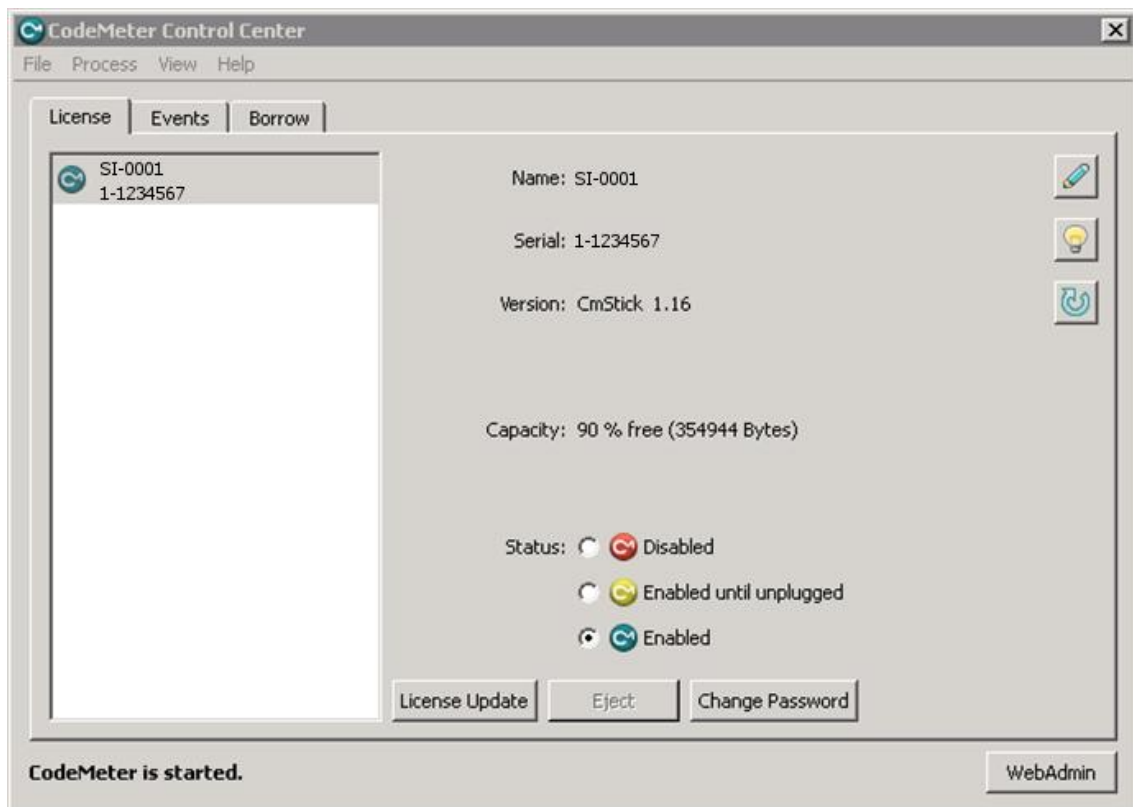 CodeMeter Control Center
File Process View Help
License Events Borrow
SI-0001
1-1234567
Name: SI-0001
Serial: 1-1234567
Version: CmStick 1.16
Capacity: 90 % free (354944 Bytes)
Status: Disabled
Enabled until unplugged
Enabled
License Update Eject Change Password
CodeMeter is started. WebAdmin